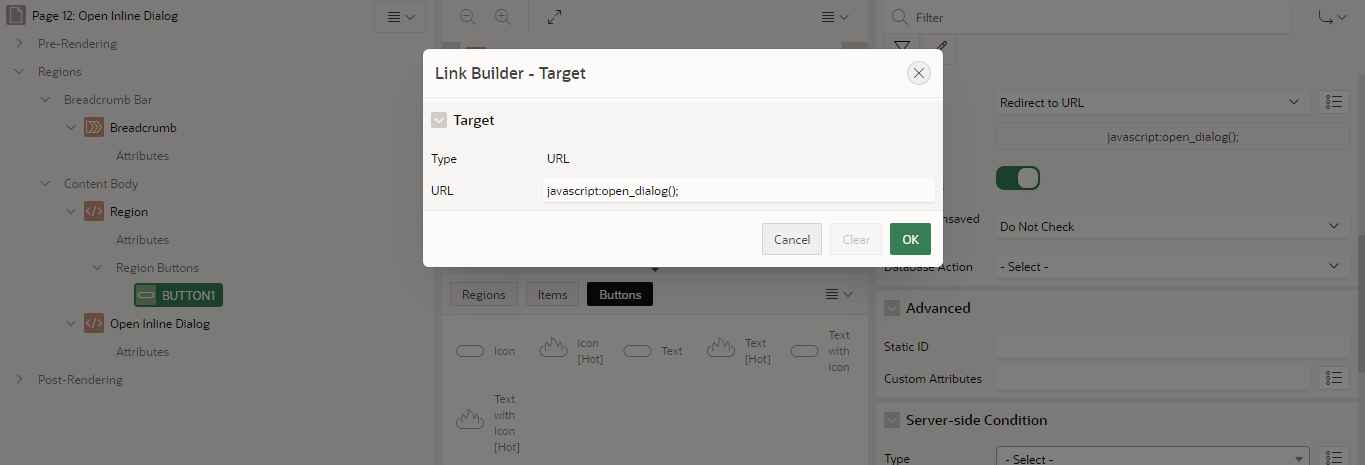 Page 12: Open Inline Dialog
Pre-Rendering
Regions
Breadcrumb Bar
Breadcrumb
Attributes
Content Body
Region
Attributes
Region Buttons
BUTTON1
Open Inline Dialog
Attributes
Post-Rendering
Link Builder - Target
Target
Type URL
URL javascript:open_dialog();
Cancel Clear OK
Regions Items Buttons
Icon
Icon [Hot]
Text
Text [Hot]
Text with Icon
Text with Icon [Hot]
Filter
Redirect to URL
javascript:open_dialog();
Do Not Check
Database Action - Select -
Advanced
Static ID
Custom Attributes
Server-side Condition
Type - Select -